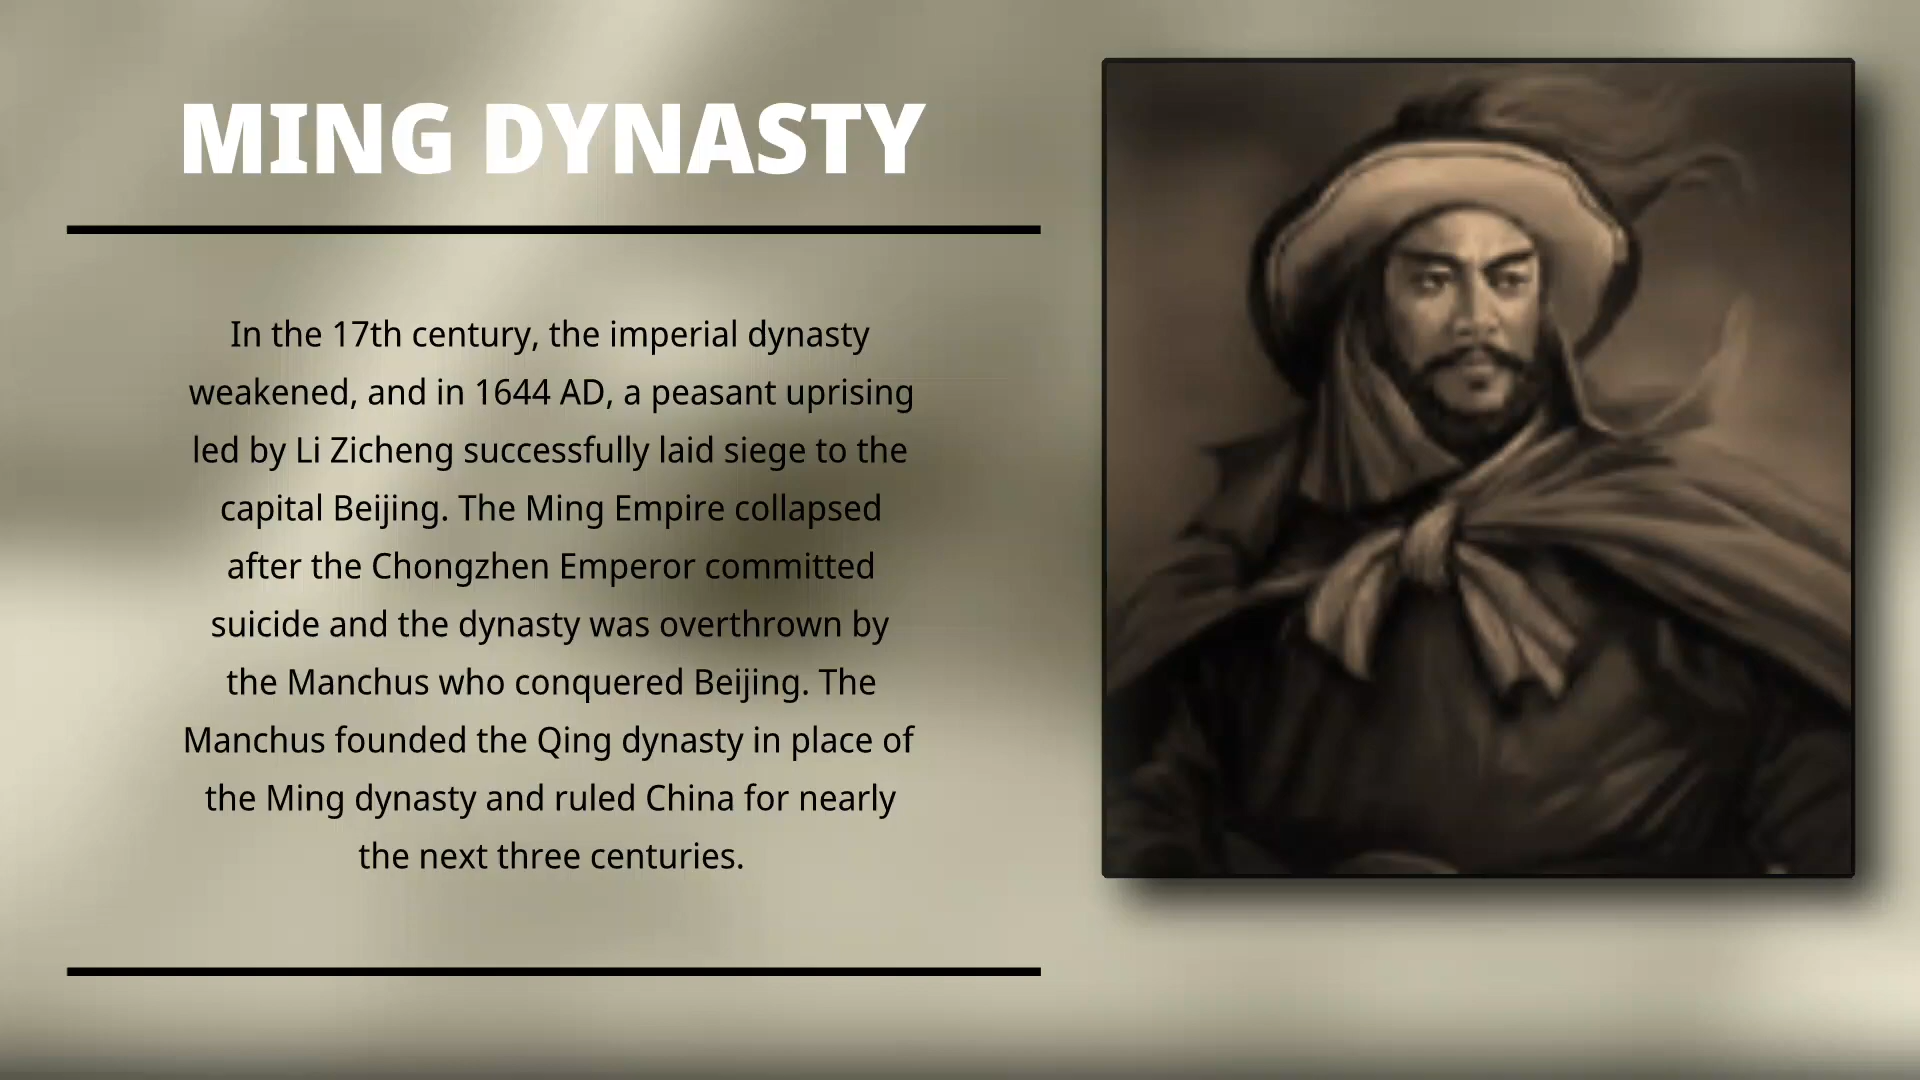 MING DYNASTY
In the 17th century, the imperial dynasty
weakened, and in 1644 AD, a peasant uprising
led by Li Zicheng successfully laid siege to the
capital Beijing. The Ming Empire collapsed
after the Chongzhen Emperor committed
suicide and the dynasty was overthrown by
the Manchus who conquered Beijing. The
Manchus founded the Qing dynasty in place of
the Ming dynasty and ruled China for nearly
the next three centuries.